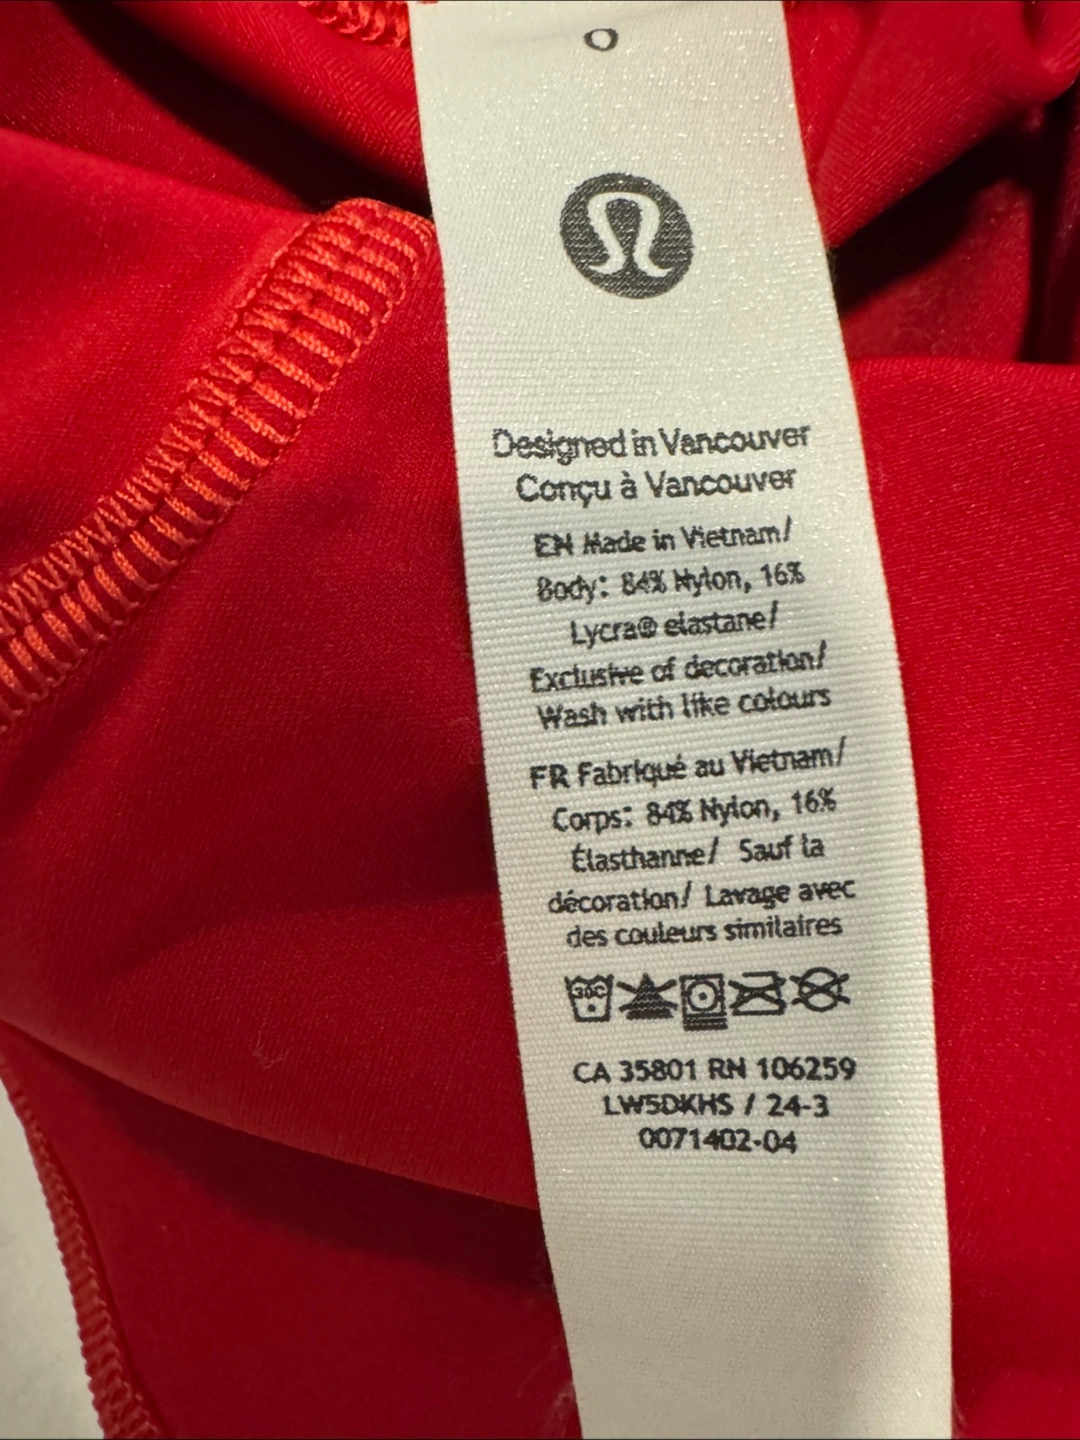 0
Designed in Vancouver
Conçu à Vancouver
EN Made in Vietnam/
Body: 84% Nylon, 16%
Lycra® elastane/
Exclusive of decoration/
Wash with like colours
FR Fabriqué au Vietnam/
Corps: 84% Nylon, 16%
Élasthanne/ Sauf la
décoration/ Lavage avec
des couleurs similaires
30C
CA 35801 RN 106259
LW5DKHS / 24-3
0071402-04